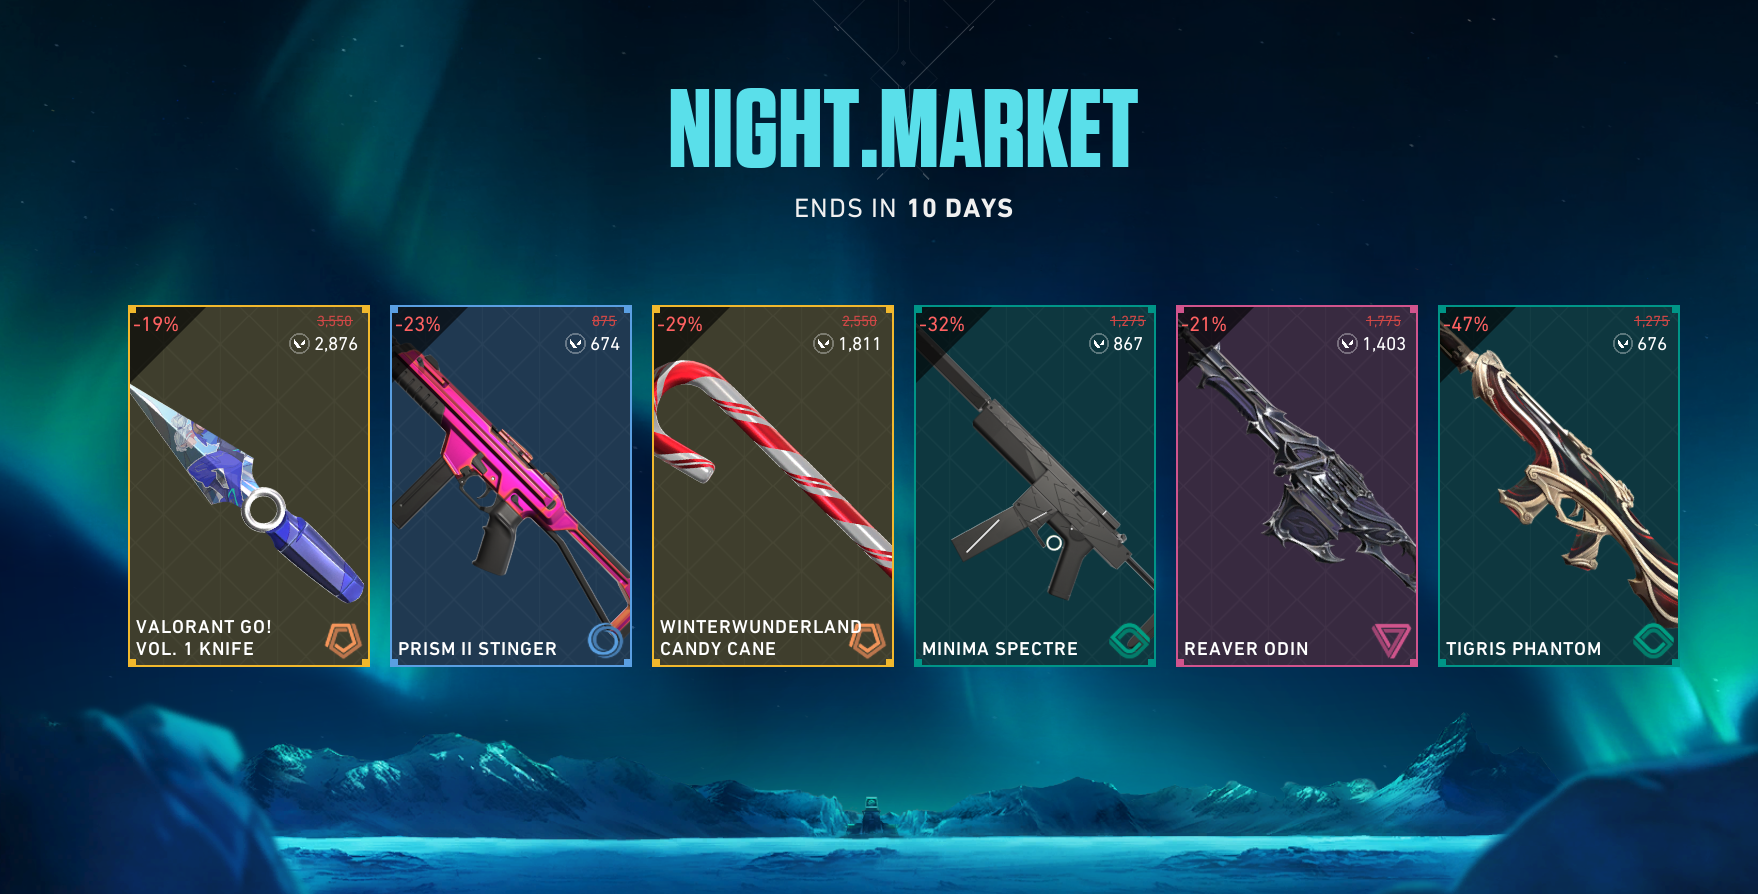 NIGHT.MARKET
ENDS IN 10 DAYS
-19%
3,550
2,876
VALORANT GO!
VOL. 1 KNIFE
-23%
875
674
PRISM II STINGER
-29%
2,550
1,811
WINTERWUNDERLAND
CANDY CANE
-32%
1,275
867
MINIMA SPECTRE
-21%
1,775
1,403
REAVER ODIN
-47%
1,275
676
TIGRIS PHANTOM